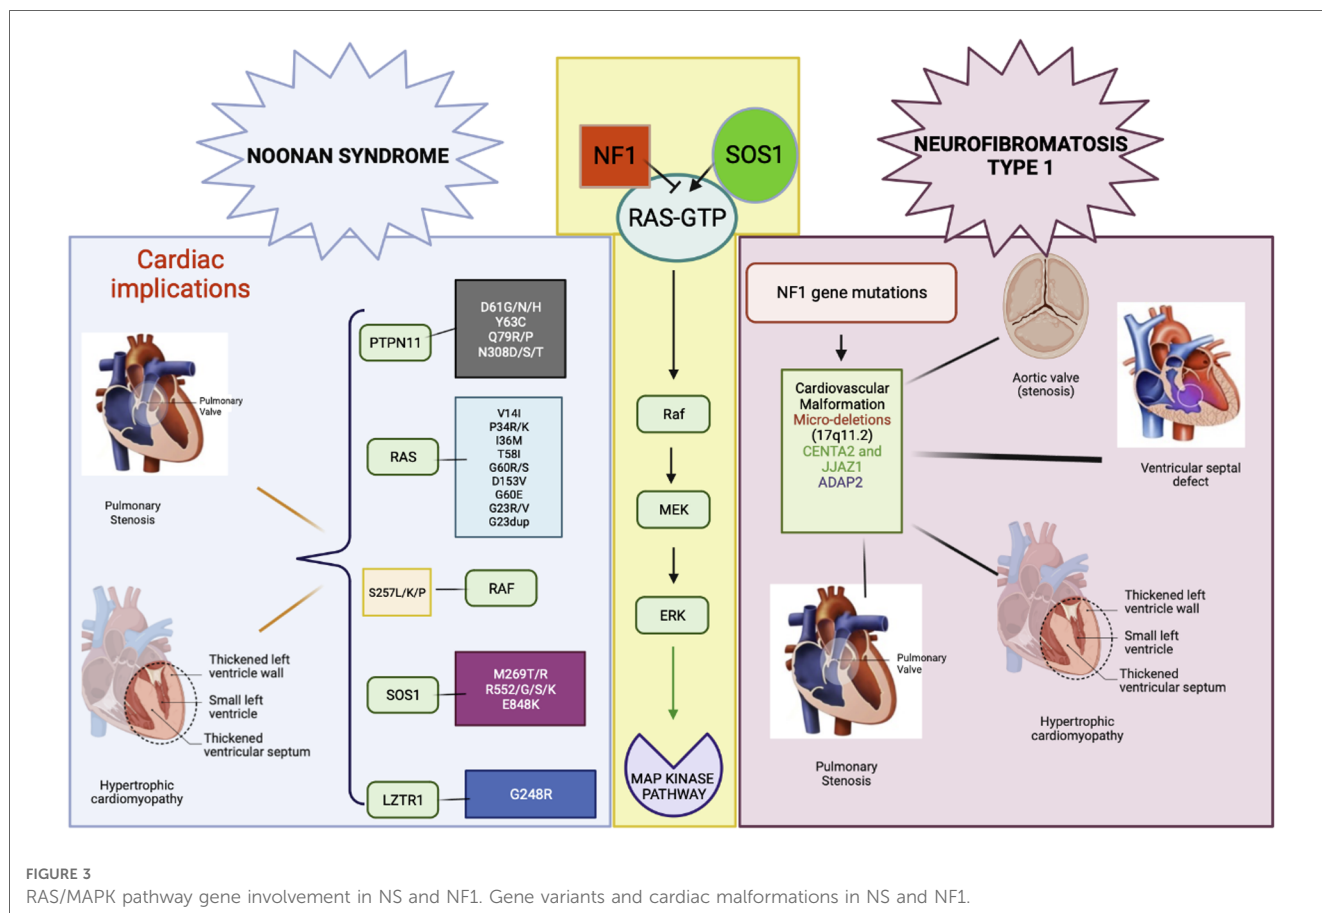 NOONAN SYNDROME
Cardiac
implications
Pulmonary
Valve
Pulmonary
Stenosis
Thickened left
ventricle wall
Small left
ventricle
Thickened
ventricular septum
Hypertrophic
cardiomyopathy
PTPN11
D61G/N/H
Y63C
Q79R/P
N308D/S/T
RAS
V14I
P34R/K
I36M
T58I
G60R/S
D153V
G60E
G23R/V
G23dup
S257L/K/P
RAF
SOS1
M269T/R
R552/G/S/K
E848K
LZTR1
G248R
NF1
SOS1
RAS-GTP
Raf
MEK
ERK
MAP KINASE
PATHWAY
NEUROFIBROMATOSIS
TYPE 1
NF1 gene mutations
Cardiovascular
Malformation
Micro-deletions
(17q11.2)
CENTA2 and
JJAZ1
ADAP2
Aortic valve
(stenosis)
Ventricular septal
defect
Pulmonary
Valve
Pulmonary
Stenosis
Thickened left
ventricle wall
Small left
ventricle
Thickened
ventricular septum
Hypertrophic
cardiomyopathy
FIGURE 3
RAS/MAPK pathway gene involvement in NS and NF1. Gene variants and cardiac malformations in NS and NF1.